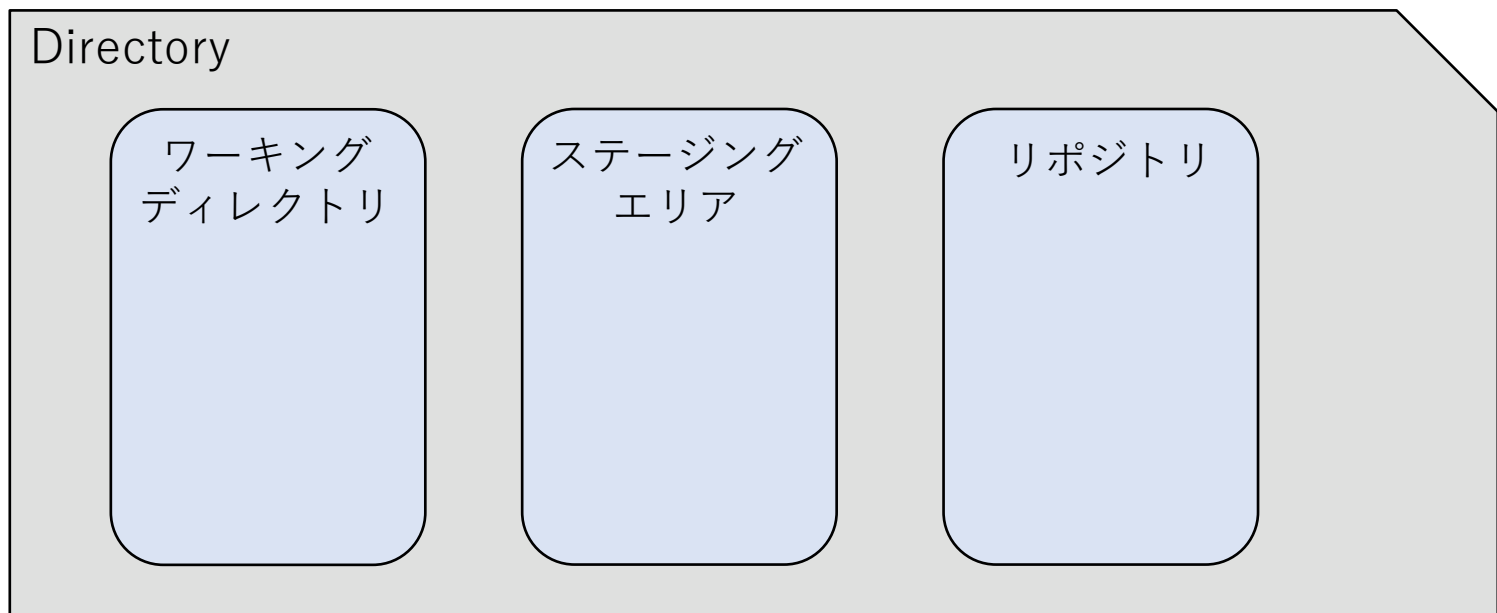 Directory
ワーキング
ディレクトリ
ステージング
エリア
リポジトリ